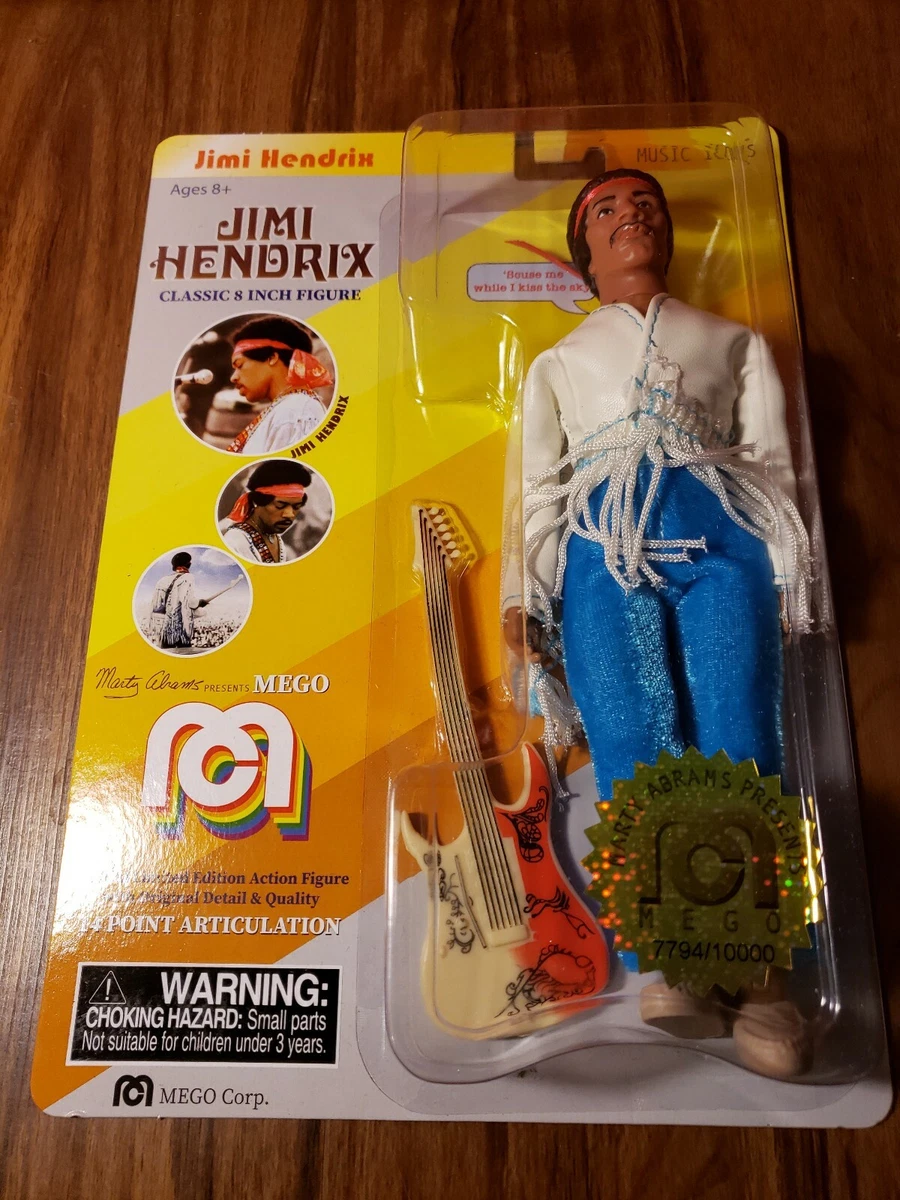 Jimi Hendrix
MUSIC ICONS
Ages 8+
JIMI
HENDRIX
CLASSIC 8 INCH FIGURE
'Scuse me
while I kiss the sky
JIMI HENDRIX
Marty Abrams PRESENTS MEGO
Edition Action Figure
Original Detail & Quality
14 POINT ARTICULATION
MARTY ABRAMS PRESENTS
MEGO
7794/10000
WARNING:
CHOKING HAZARD: Small parts
Not suitable for children under 3 years.
MEGO Corp.